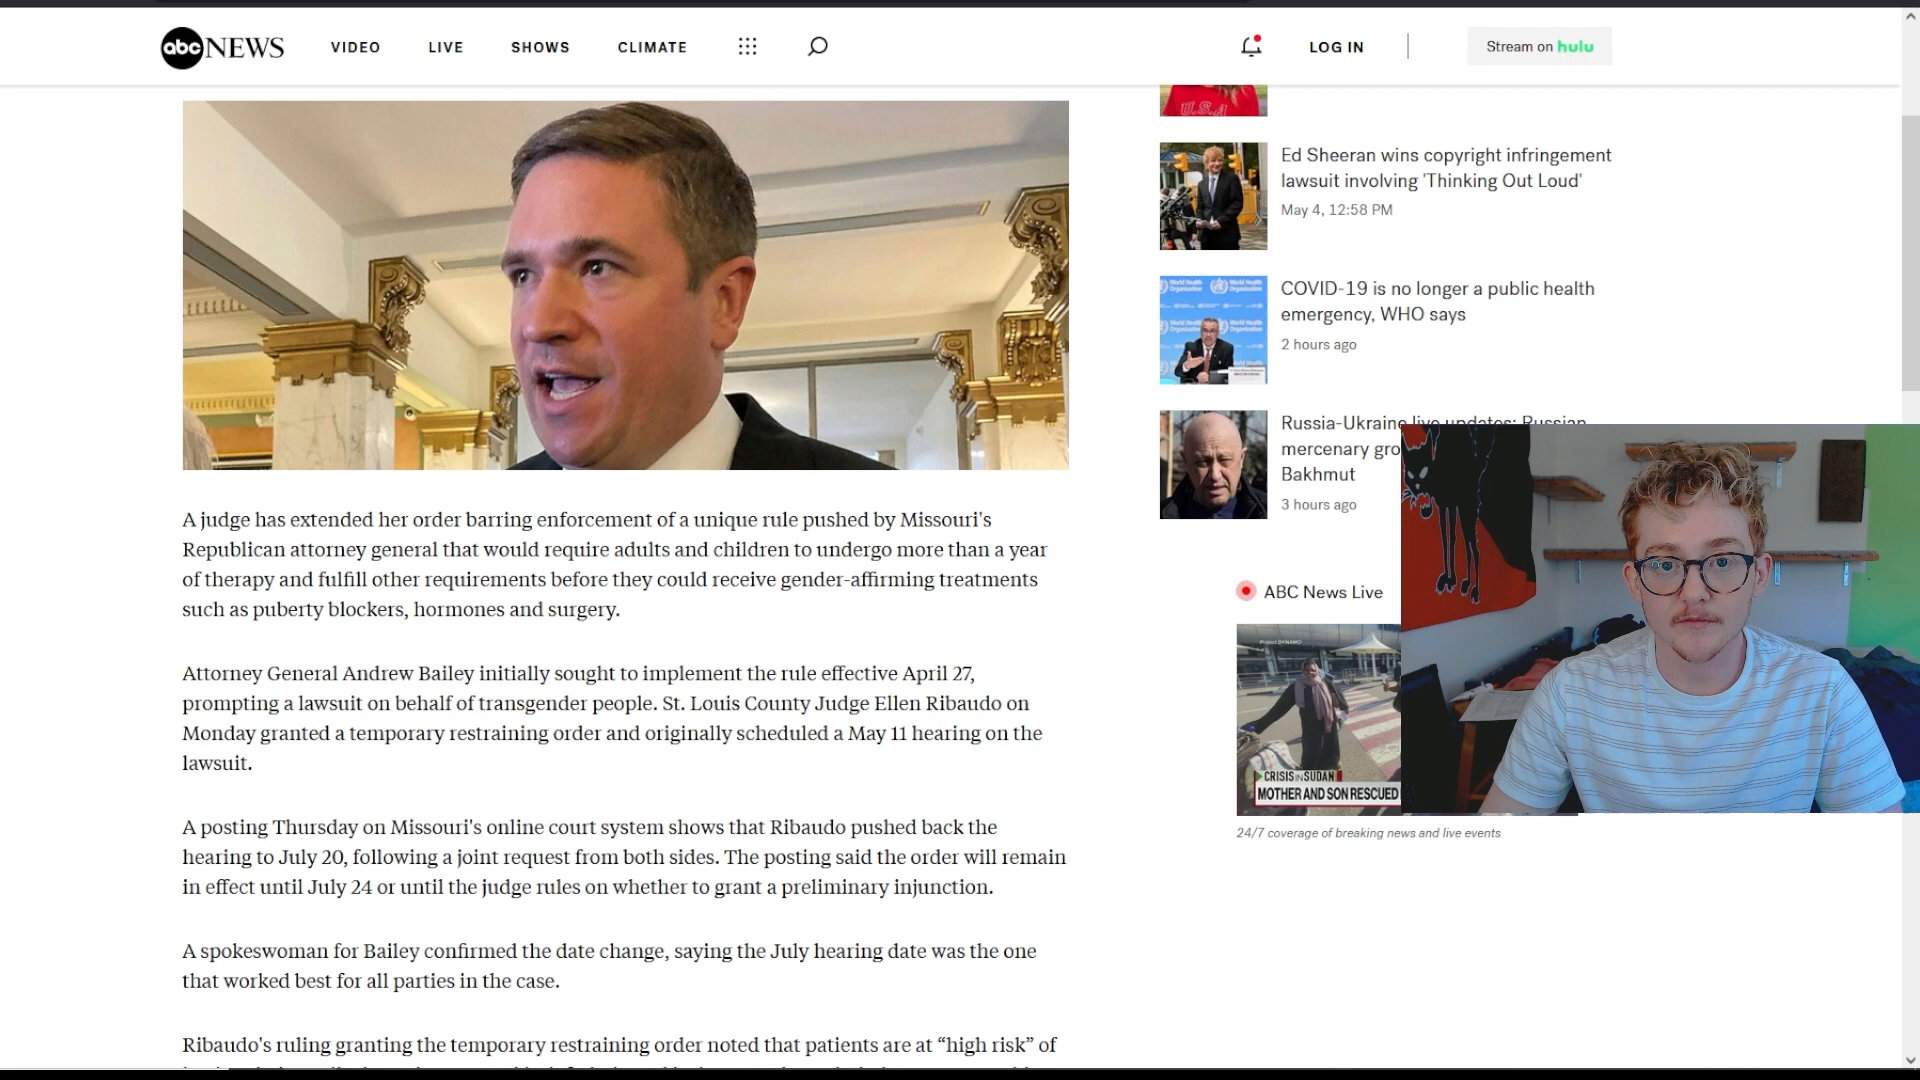 abc NEWS VIDEO LIVE SHOWS CLIMATE LOG IN Stream on hulu
U.S.A
Ed Sheeran wins copyright infringement
lawsuit involving 'Thinking Out Loud'
May 4, 12:58 PM
COVID-19 is no longer a public health
emergency, WHO says
2 hours ago
Russia-Ukraine live updates: Russian
mercenary gro
Bakhmut
3 hours ago
ABC News Live
Project DYNAMO
CRISIS IN SUDAN
MOTHER AND SON RESCUED
24/7 coverage of breaking news and live events
A judge has extended her order barring enforcement of a unique rule pushed by Missouri's
Republican attorney general that would require adults and children to undergo more than a year
of therapy and fulfill other requirements before they could receive gender-affirming treatments
such as puberty blockers, hormones and surgery.
Attorney General Andrew Bailey initially sought to implement the rule effective April 27,
prompting a lawsuit on behalf of transgender people. St. Louis County Judge Ellen Ribaudo on
Monday granted a temporary restraining order and originally scheduled a May 11 hearing on the
lawsuit.
A posting Thursday on Missouri's online court system shows that Ribaudo pushed back the
hearing to July 20, following a joint request from both sides. The posting said the order will remain
in effect until July 24 or until the judge rules on whether to grant a preliminary injunction.
A spokeswoman for Bailey confirmed the date change, saying the July hearing date was the one
that worked best for all parties in the case.
Ribaudo's ruling granting the temporary restraining order noted that patients are at “high risk” of